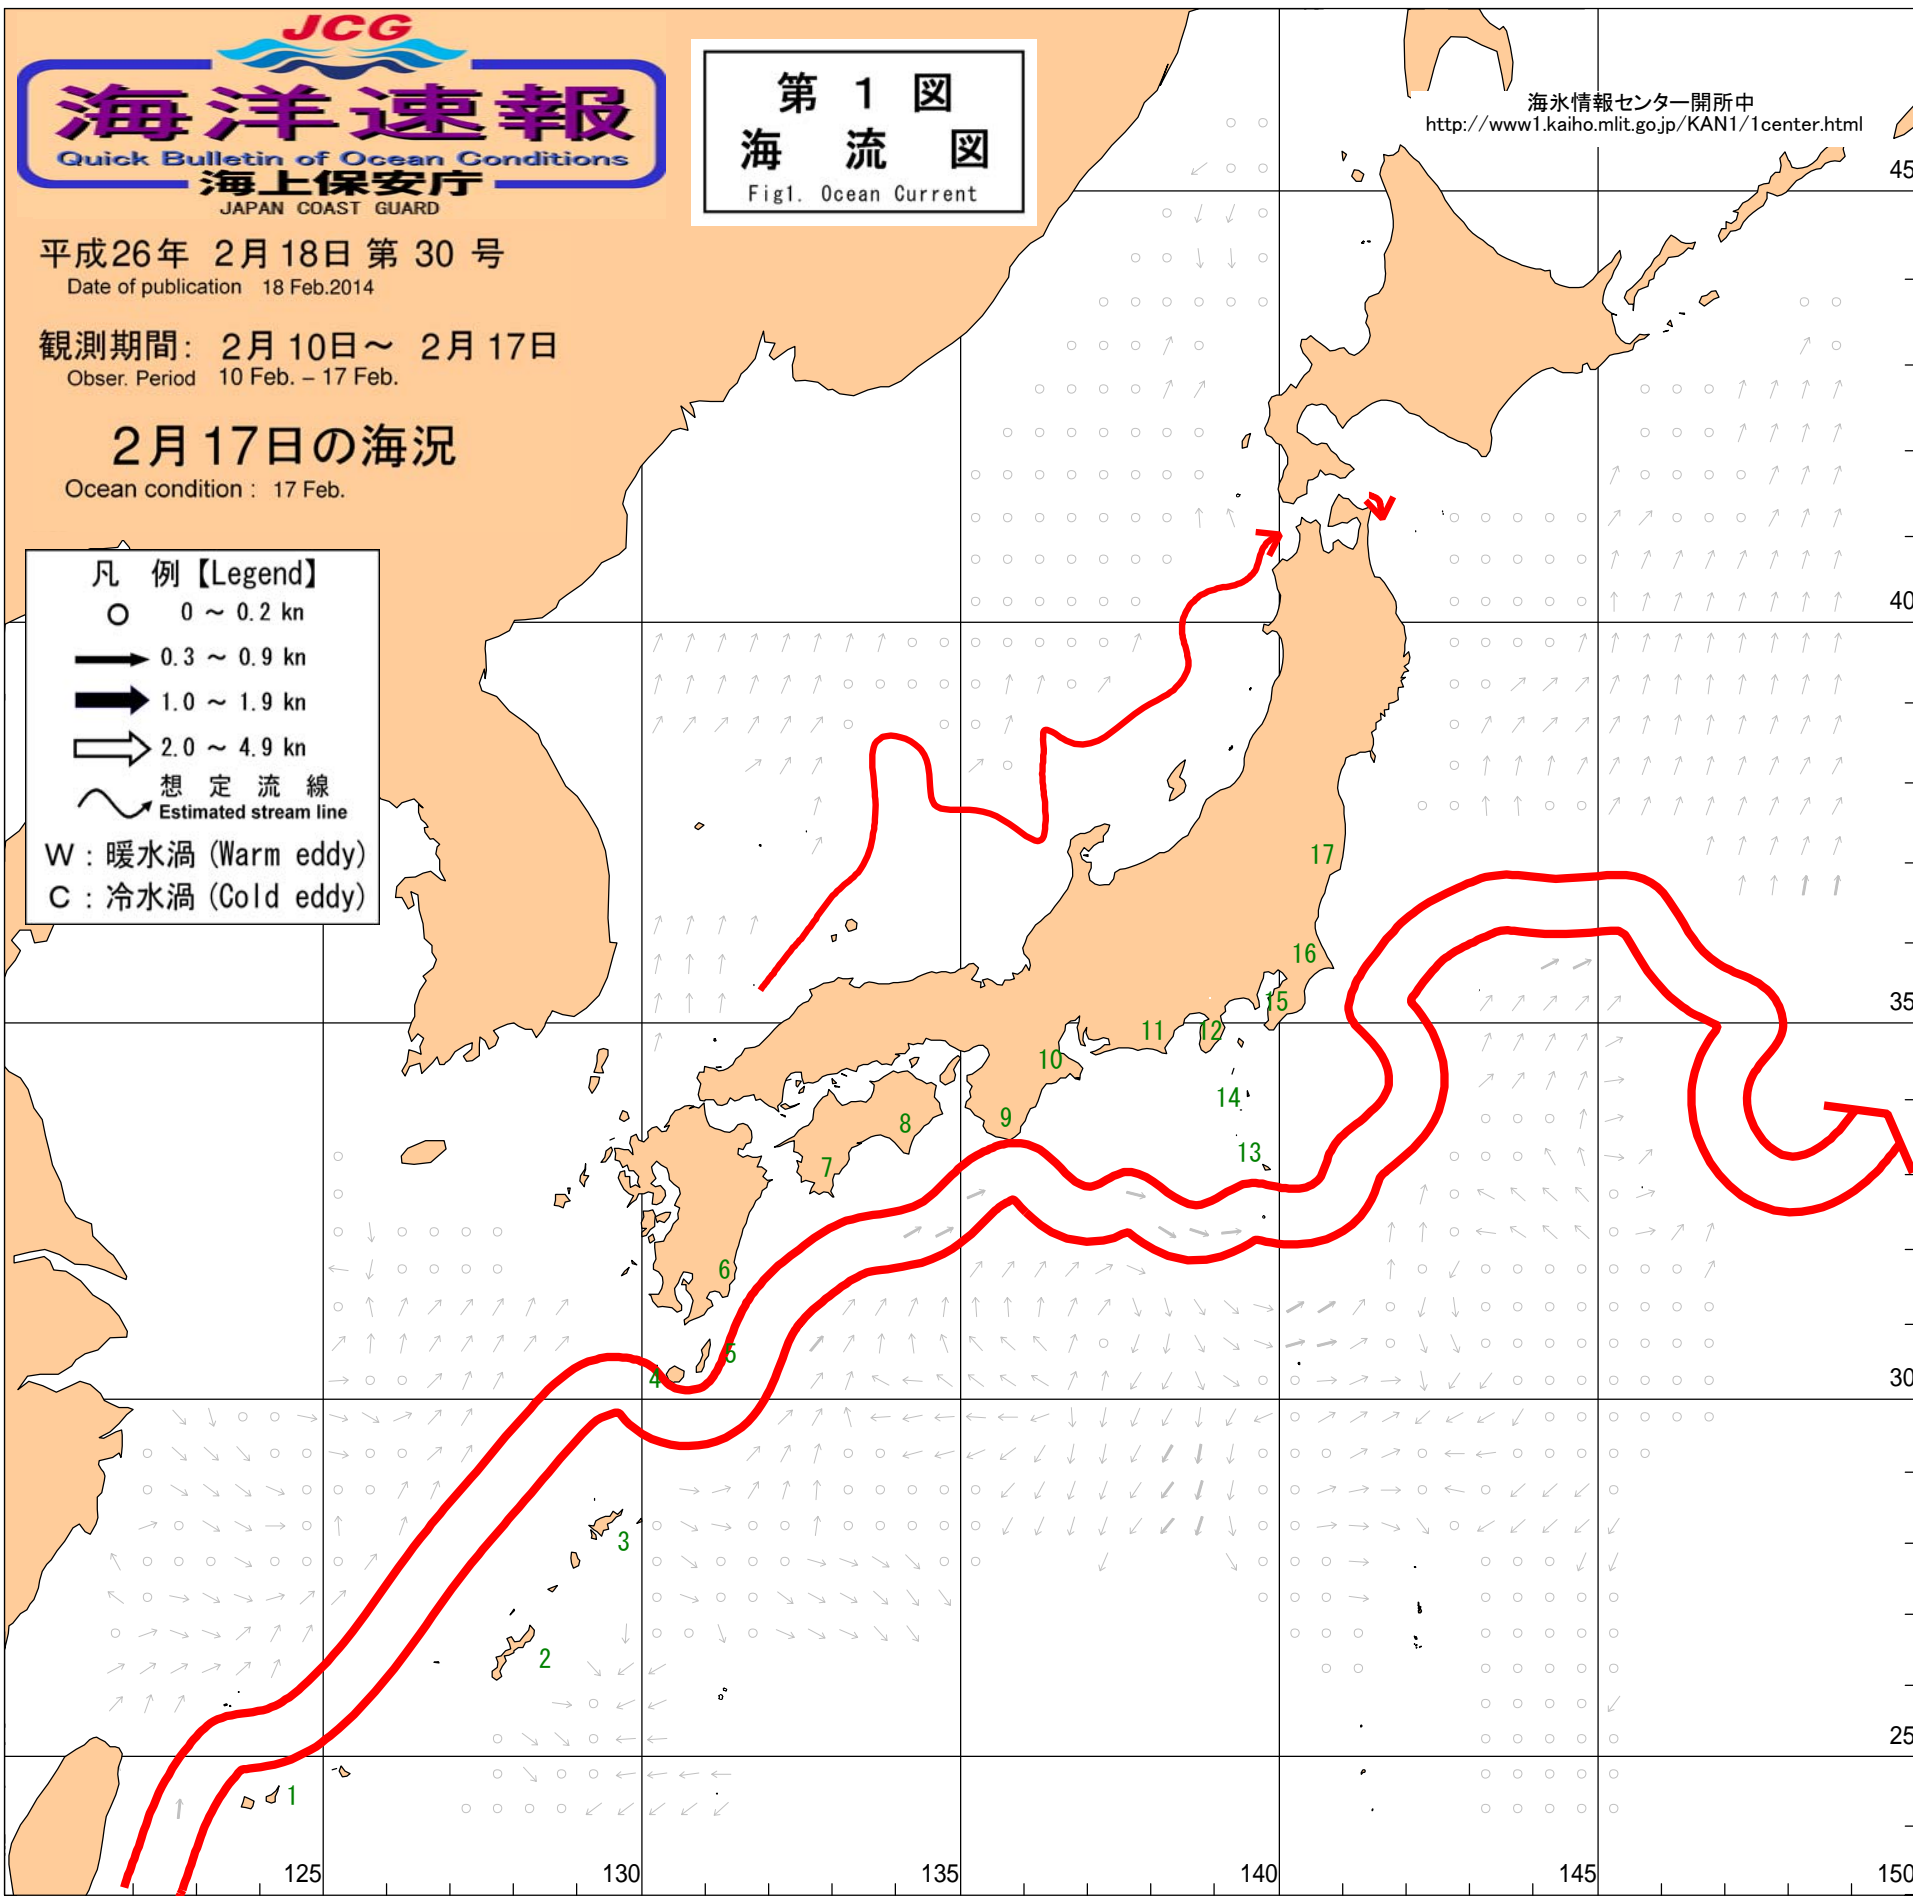 JCG
海洋速報
Quick Bulletin of Ocean Conditions
海上保安庁
JAPAN COAST GUARD
平成26年 2月18日 第 30 号
Date of publication 18 Feb.2014
観測期間: 2月10日～ 2月17日
Obser. Period 10 Feb. – 17 Feb.
2月17日の海況
Ocean condition : 17 Feb.
第 1 図
海 流 図
Fig1. Ocean Current
海氷情報センター開所中
http://www1.kaiho.mlit.go.jp/KAN1/1center.html
凡 例【Legend】
0 ～ 0.2 kn
0.3 ～ 0.9 kn
1.0 ～ 1.9 kn
2.0 ～ 4.9 kn
想 定 流 線
Estimated stream line
W : 暖水渦 (Warm eddy)
C : 冷水渦 (Cold eddy)
45
40
35
30
25
17
16
15
12
11
10
14
13
9
8
7
6
5
4
3
2
1
125
130
135
140
145
150